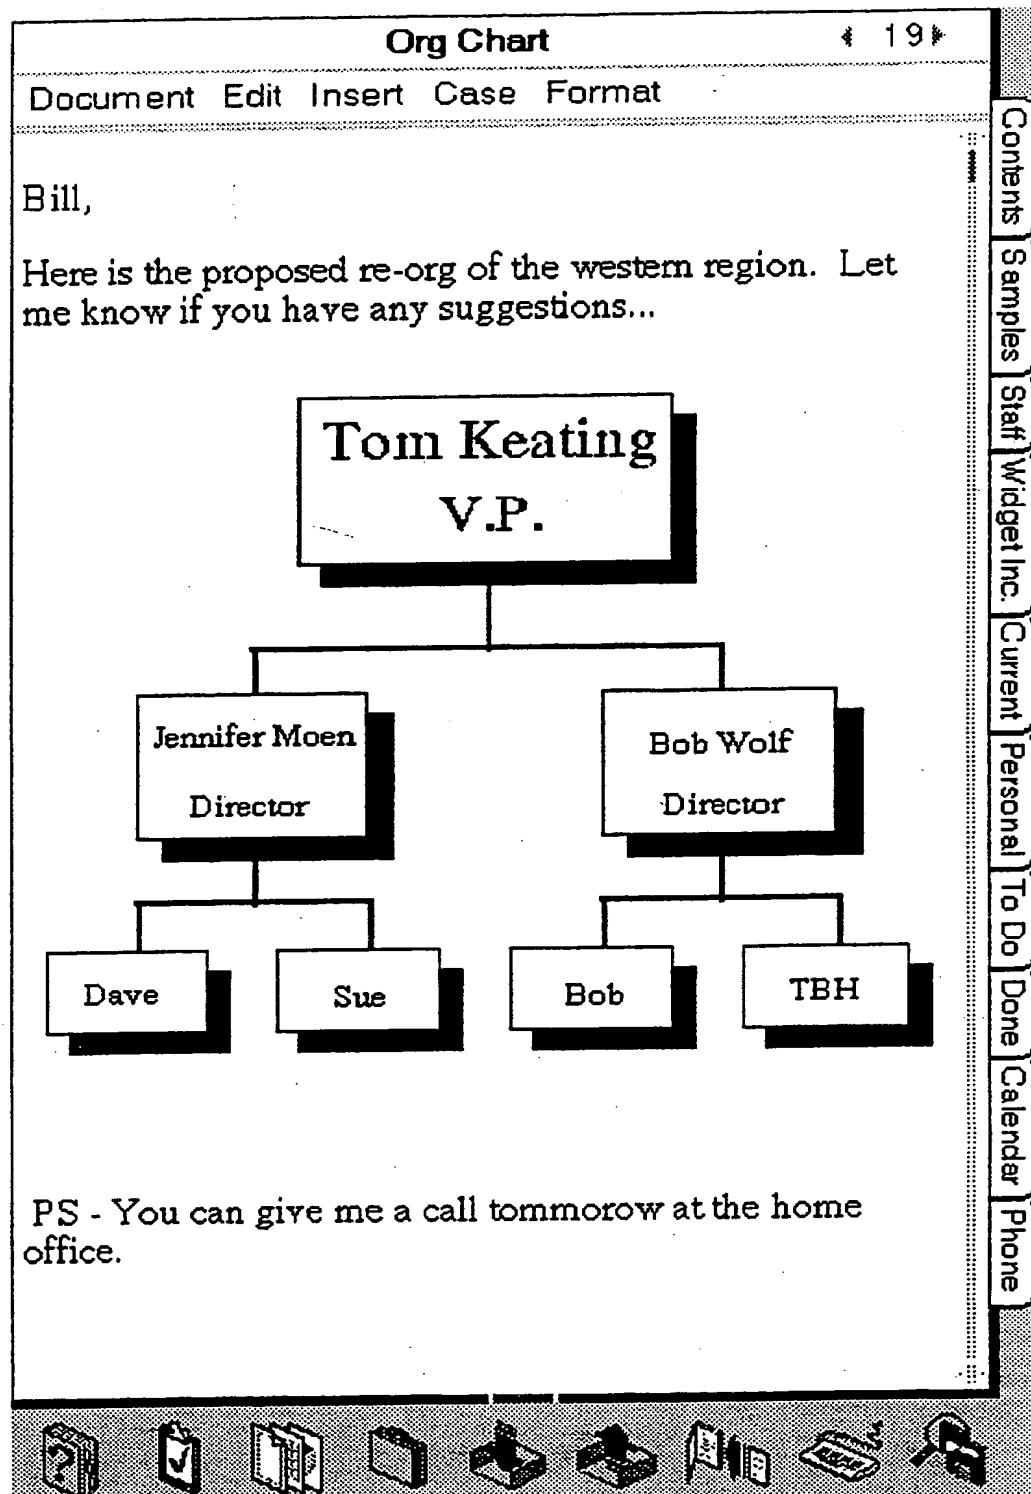 Org Chart
19
Document Edit Insert Case Format
Bill,
Here is the proposed re-org of the western region. Let
me know if you have any suggestions...
Tom Keating
V.P.
Jennifer Moen
Director
Bob Wolf
Director
Dave
Sue
Bob
TBH
PS - You can give me a call tommorow at the home
office.
Contents
Samples
Staff
Widget Inc.
Current
Personal
To Do
Done
Calendar
Phone
?